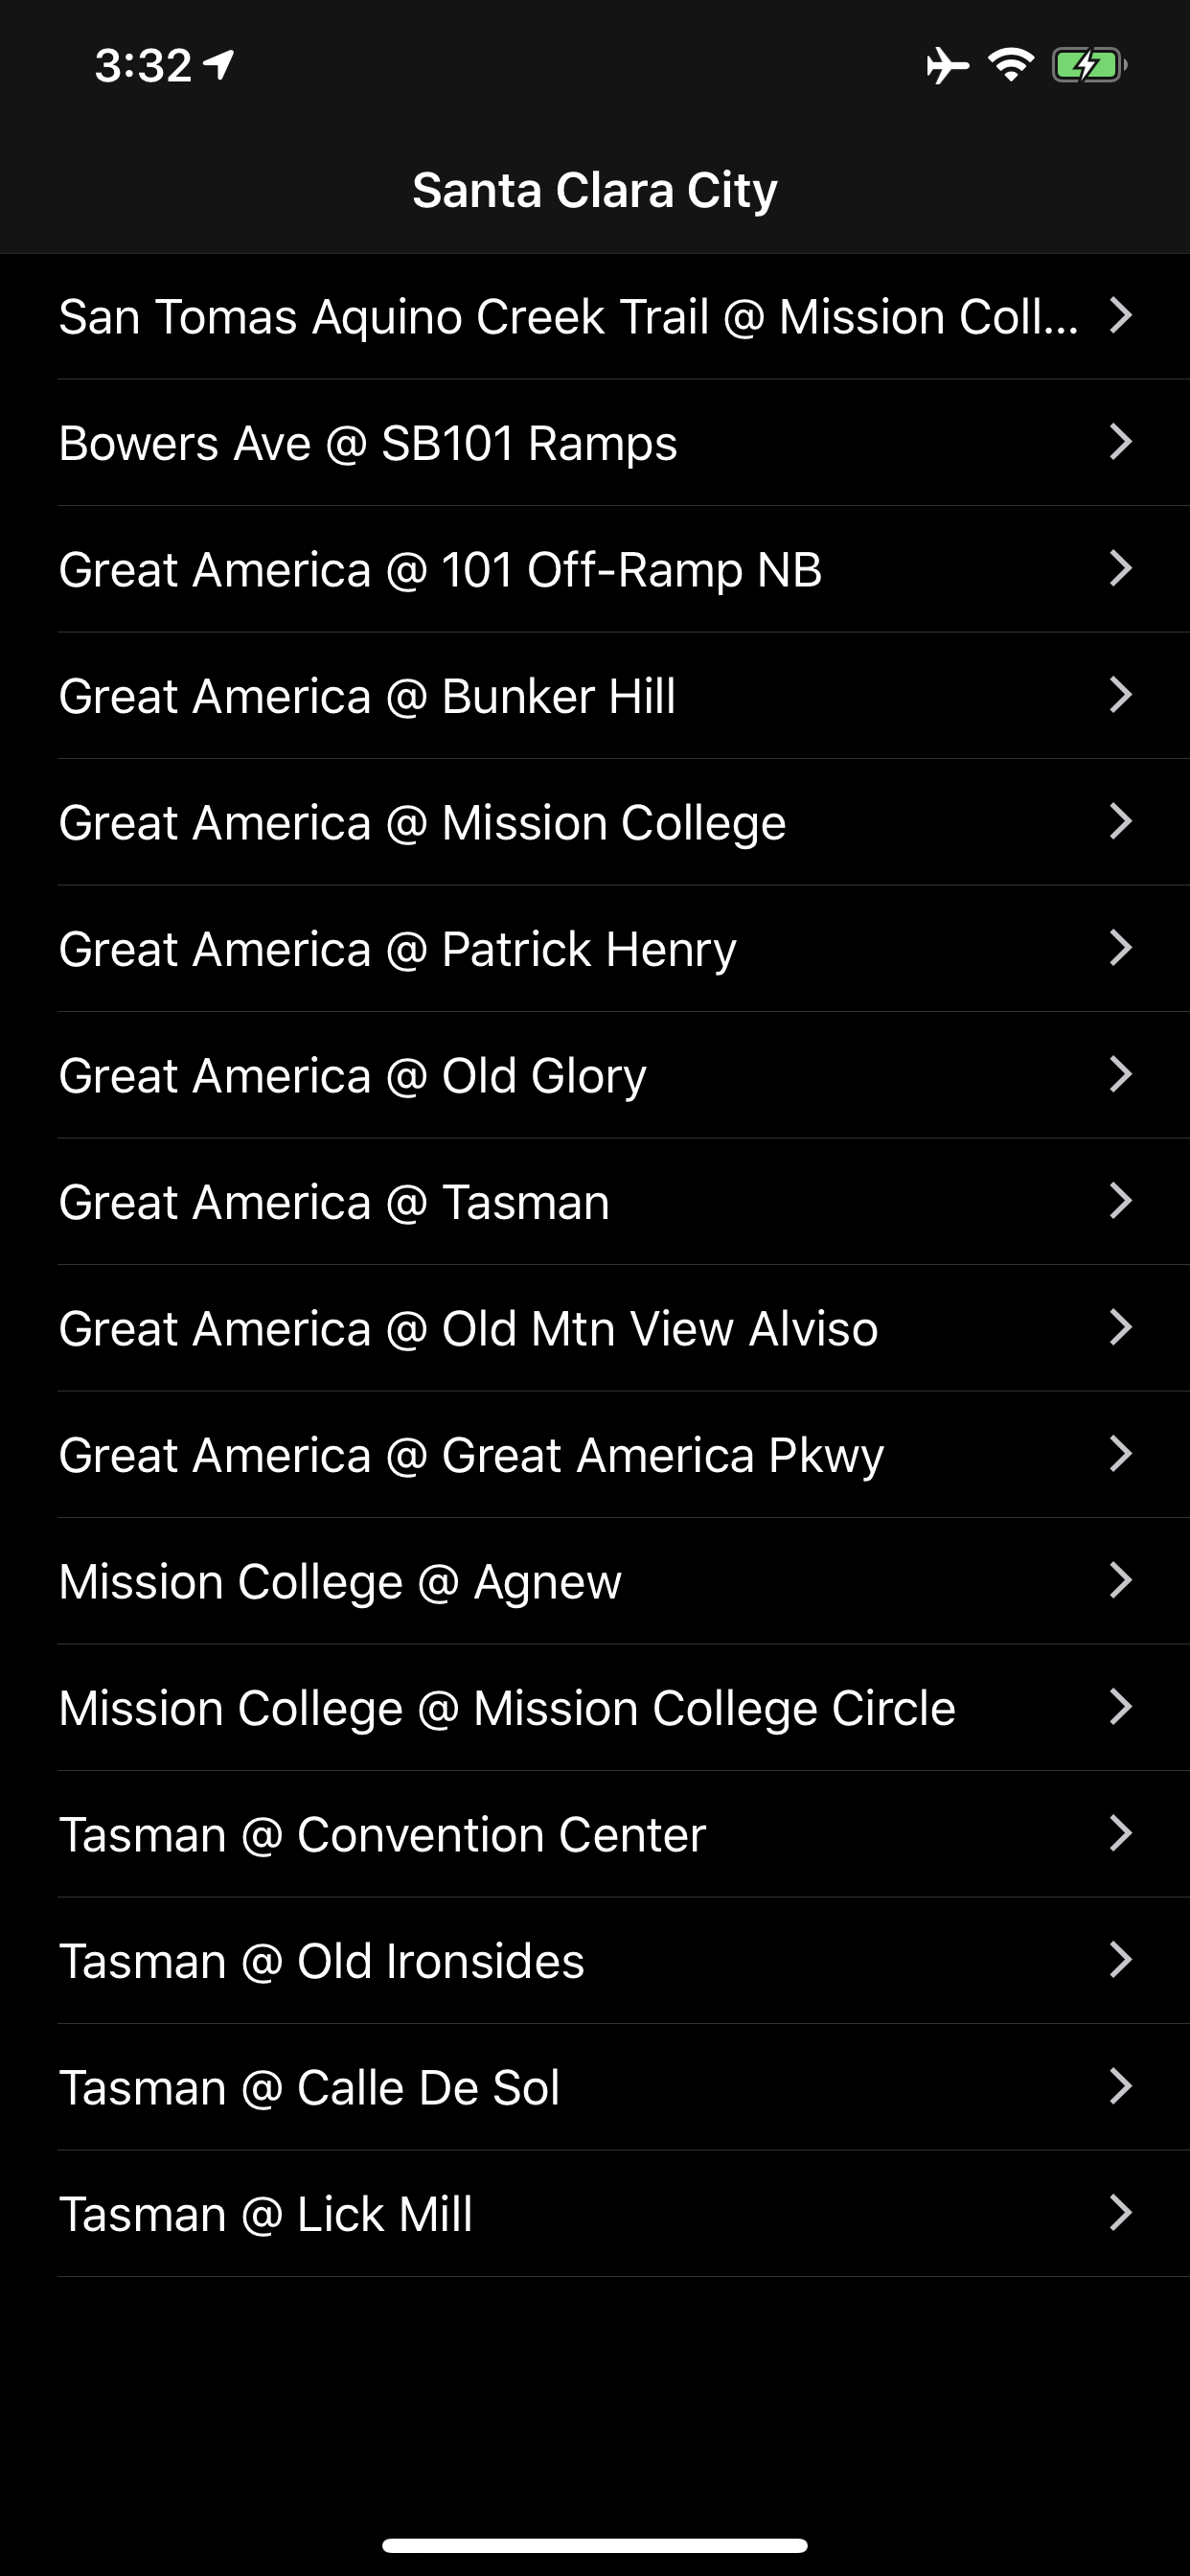 3:32
Santa Clara City
San Tomas Aquino Creek Trail @ Mission Coll...
Bowers Ave @ SB101 Ramps
Great America @ 101 Off-Ramp NB
Great America @ Bunker Hill
Great America @ Mission College
Great America @ Patrick Henry
Great America @ Old Glory
Great America @ Tasman
Great America @ Old Mtn View Alviso
Great America @ Great America Pkwy
Mission College @ Agnew
Mission College @ Mission College Circle
Tasman @ Convention Center
Tasman @ Old Ironsides
Tasman @ Calle De Sol
Tasman @ Lick Mill